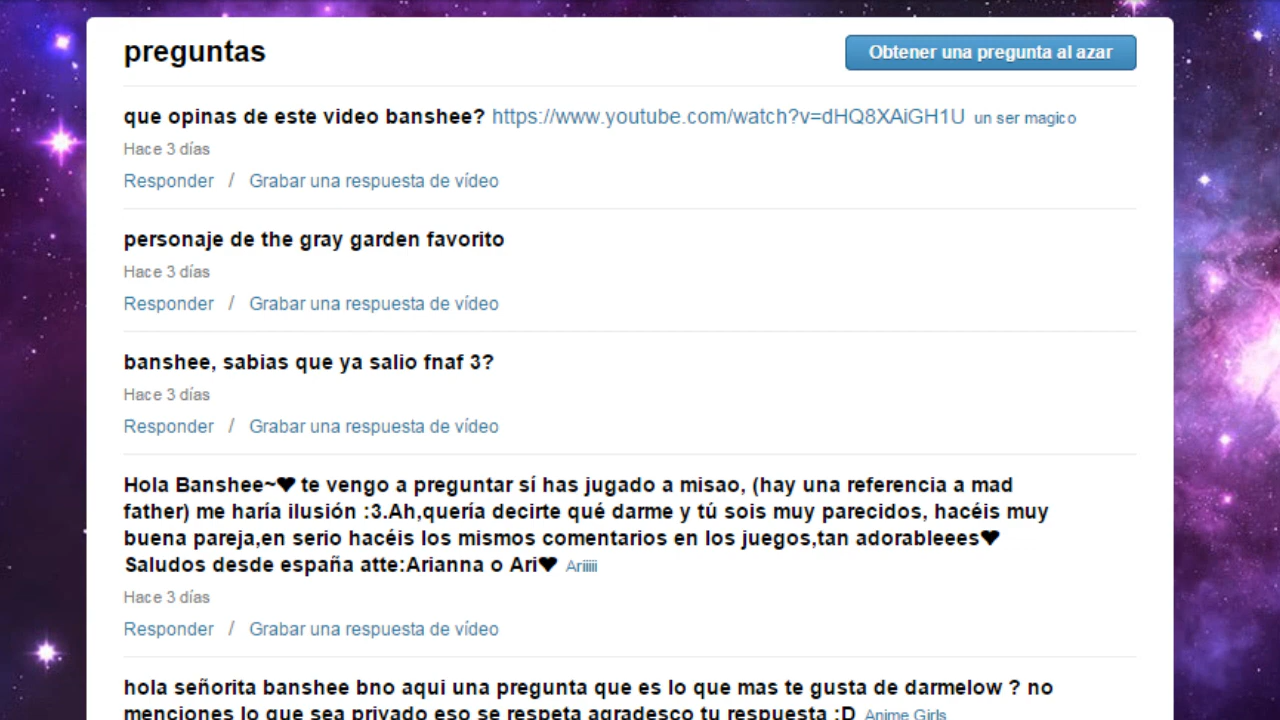 preguntas
Obtener una pregunta al azar
que opinas de este video banshee? https://www.youtube.com/watch?v=dHQ8XAiGH1U un ser magico
Hace 3 días
Responder / Grabar una respuesta de vídeo
personaje de the gray garden favorito
Hace 3 días
Responder / Grabar una respuesta de vídeo
banshee, sabias que ya salio fnaf 3?
Hace 3 días
Responder / Grabar una respuesta de vídeo
Hola Banshee~♥ te vengo a preguntar sí has jugado a misao, (hay una referencia a mad
father) me haría ilusión :3.Ah,quería decirte qué darme y tú sois muy parecidos, hacéis muy
buena pareja,en serio hacéis los mismos comentarios en los juegos,tan adorableees♥
Saludos desde españa atte:Arianna o Ari♥ Ariiiii
Hace 3 días
Responder / Grabar una respuesta de vídeo
hola señorita banshee bno aqui una pregunta que es lo que mas te gusta de darmelow ? no
menciones lo que sea privado eso se respeta agradesco tu respuesta :D Anime Girls